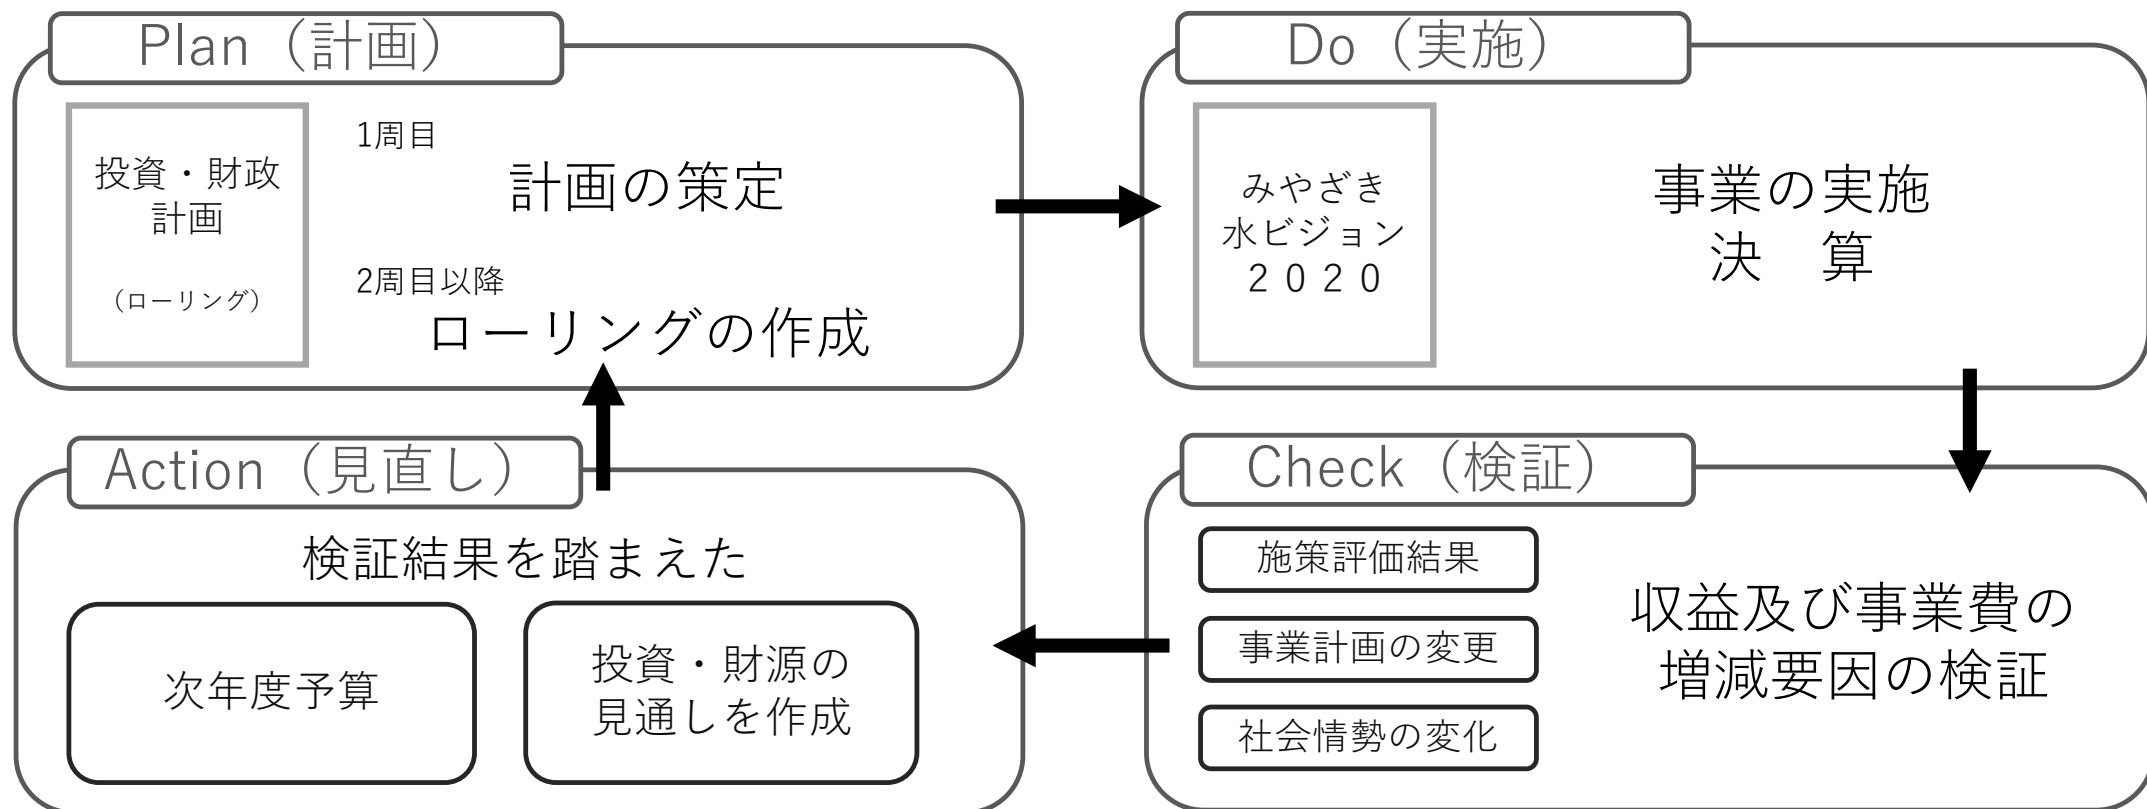 Plan（計画）
投資・財政
計画
（ローリング）
1周目
計画の策定
2周目以降
ローリングの作成
Do（実施）
みやざき
水ビジョン
２０２０
事業の実施
決　算
Action（見直し）
検証結果を踏まえた
次年度予算
投資・財源の
見通しを作成
Check（検証）
施策評価結果
事業計画の変更
社会情勢の変化
収益及び事業費の
増減要因の検証